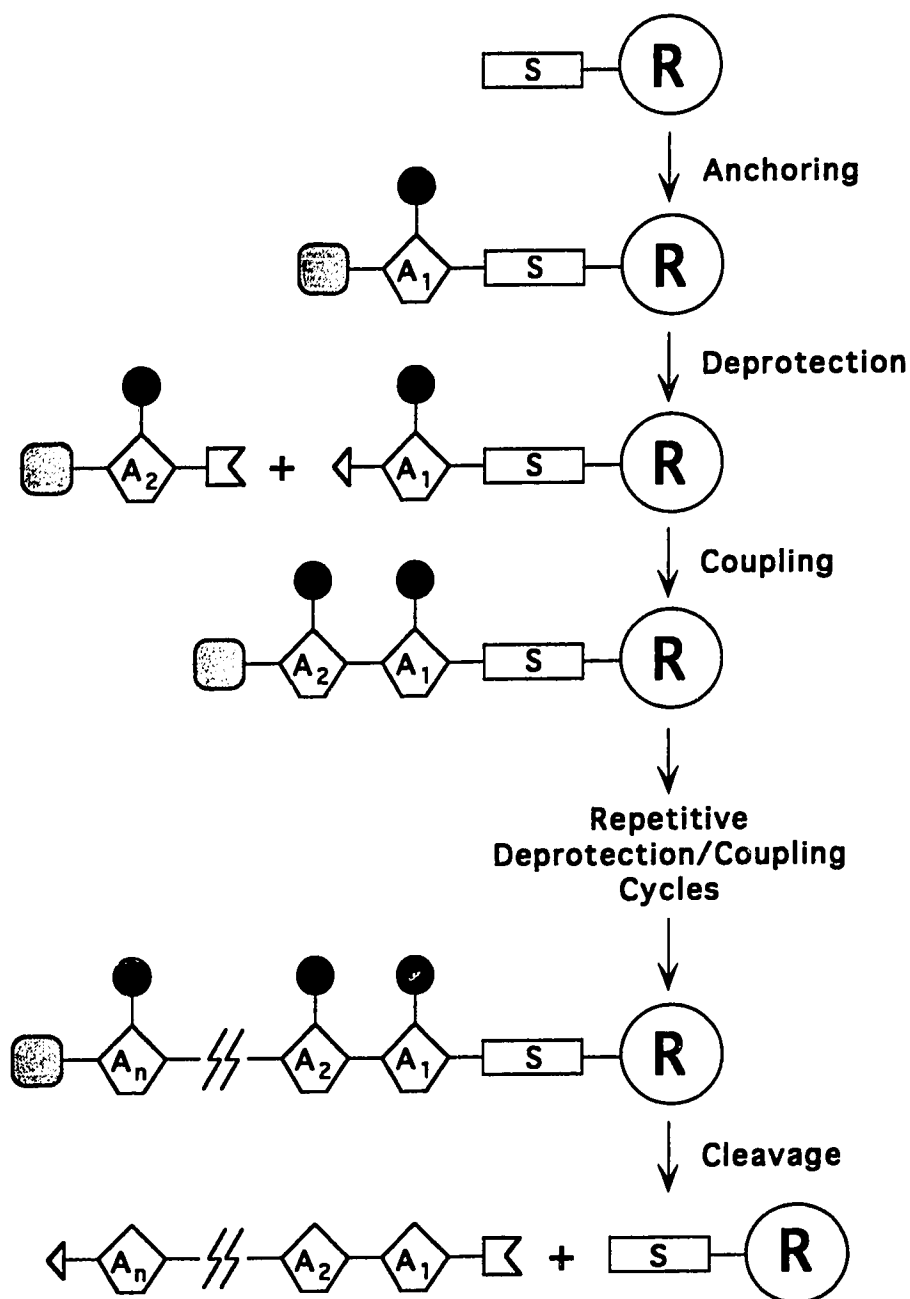 S R
Anchoring
A1 S R
Deprotection
A2 + A1 S R
Coupling
A2 A1 S R
Repetitive
Deprotection/Coupling
Cycles
An A2 A1 S R
Cleavage
An A2 A1 + S R